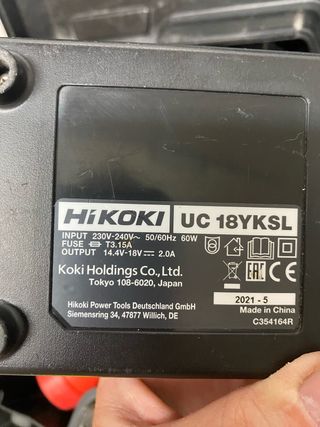 HiKOKI UC 18YKSL
INPUT 230V-240V~ 50/60Hz 60W
FUSE T3.15A
OUTPUT 14.4V-18V⎓ 2.0A
Koki Holdings Co., Ltd.
Tokyo 108-6020, Japan
Hikoki Power Tools Deutschland GmbH
Siemensring 34, 47877 Willich, DE
EAC
2021 - 5
Made in China
C354164R